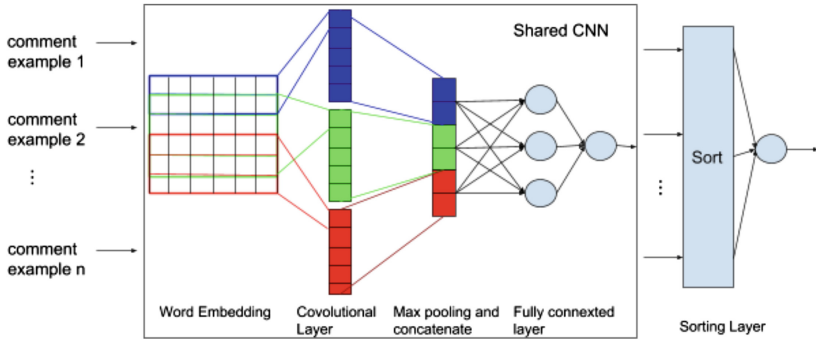 Shared CNN
comment
example 1
comment
example 2
⋮
comment
example n
Sort
⋮
Word Embedding
Covolutional
Layer
Max pooling and
concatenate
Fully connexted
layer
Sorting Layer